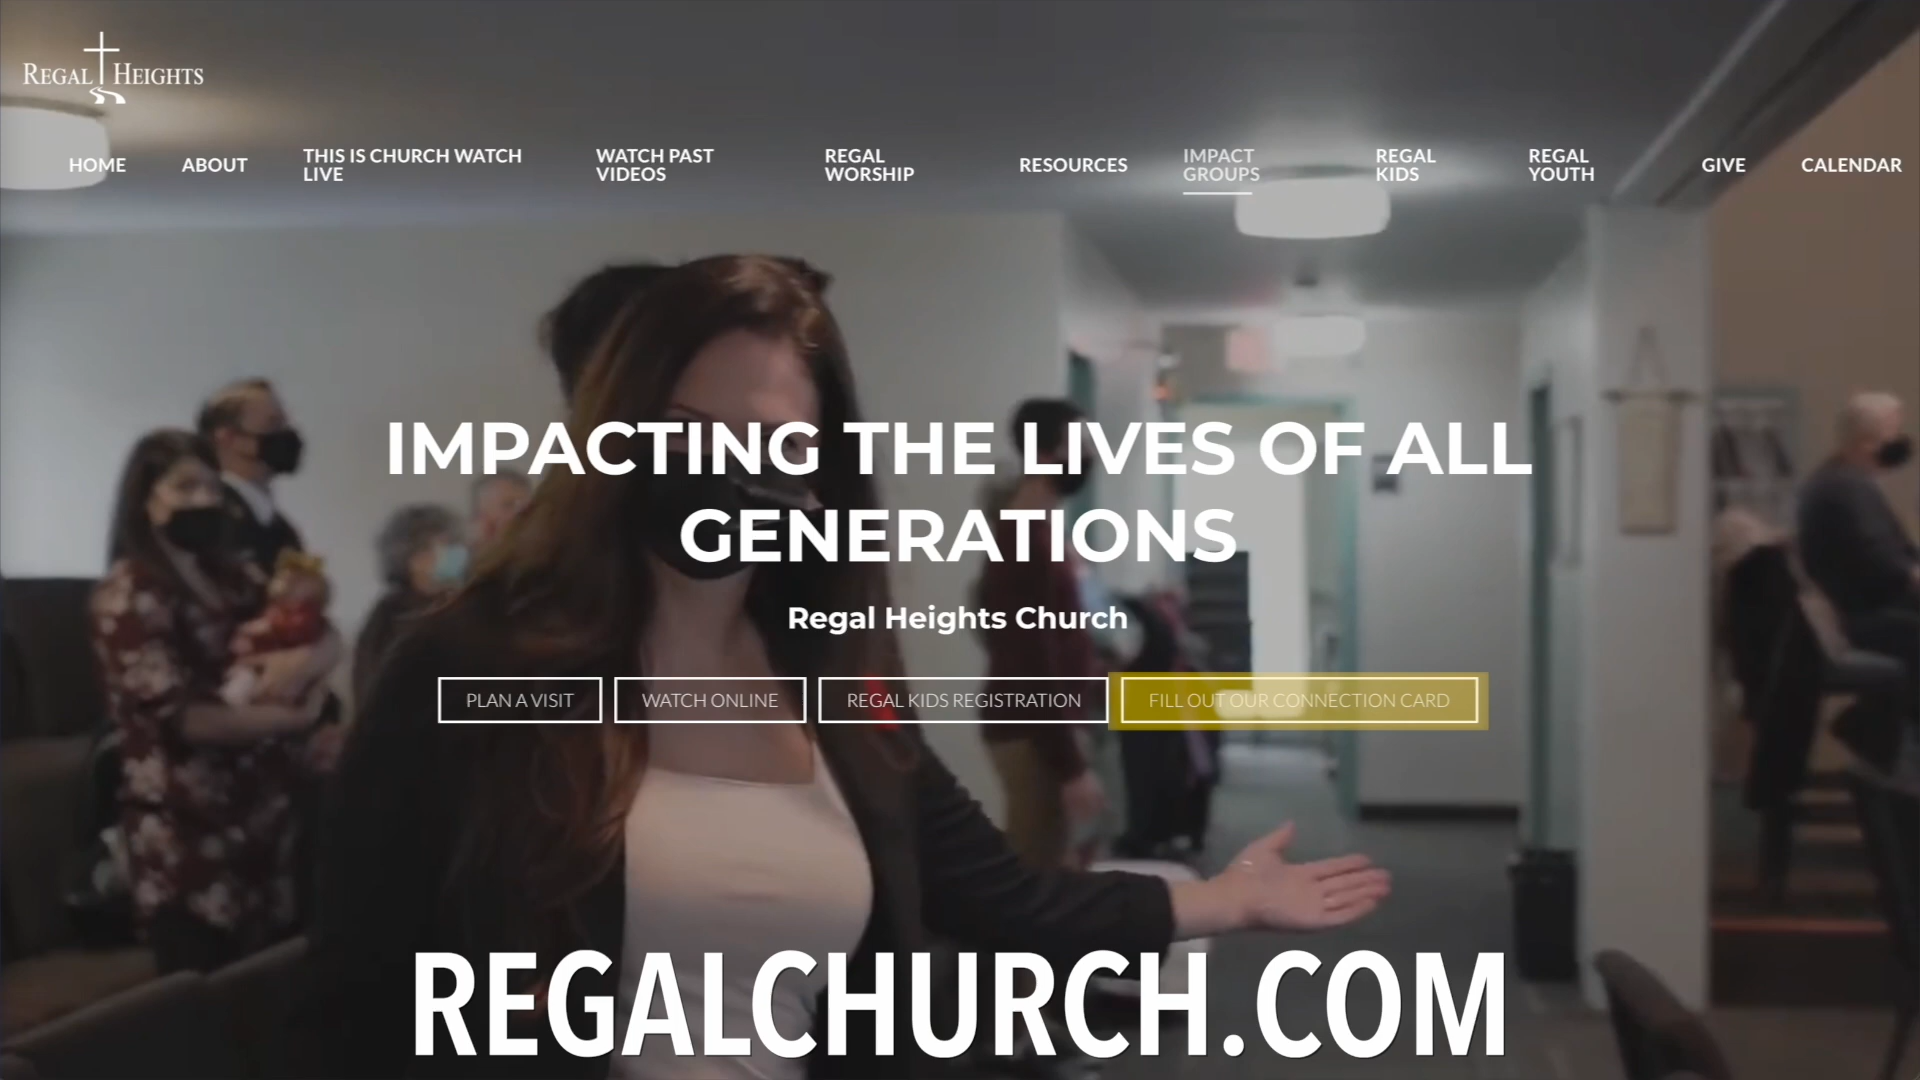 REGAL HEIGHTS
HOME
ABOUT
THIS IS CHURCH WATCH
LIVE
WATCH PAST
VIDEOS
REGAL
WORSHIP
RESOURCES
IMPACT
GROUPS
REGAL
KIDS
REGAL
YOUTH
GIVE
CALENDAR
IMPACTING THE LIVES OF ALL
GENERATIONS
Regal Heights Church
PLAN A VISIT
WATCH ONLINE
REGAL KIDS REGISTRATION
FILL OUT OUR CONNECTION CARD
REGALCHURCH.COM